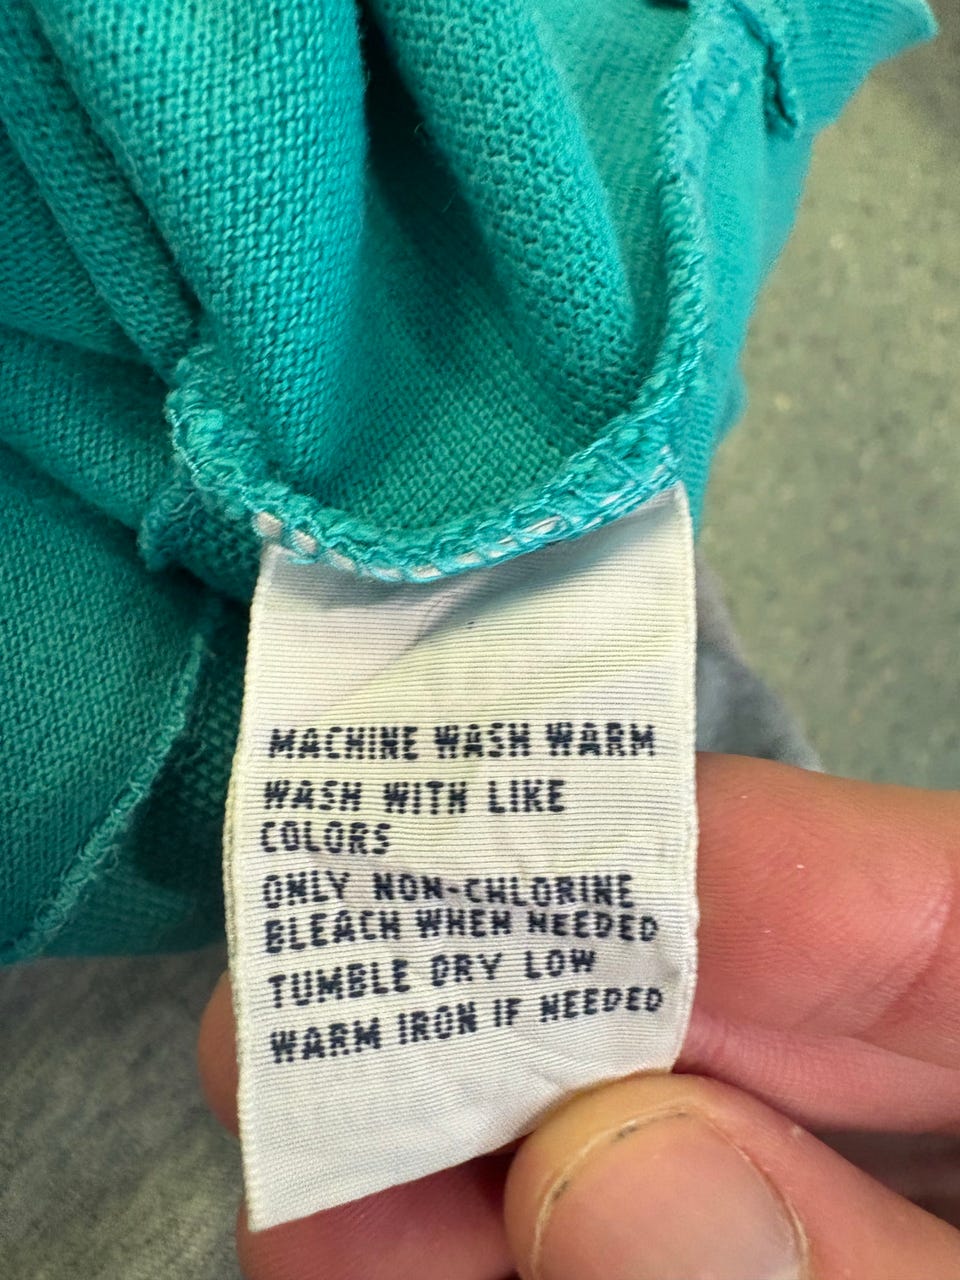 MACHINE WASH WARM
WASH WITH LIKE
COLORS
ONLY NON-CHLORINE
BLEACH WHEN NEEDED
TUMBLE DRY LOW
WARM IRON IF NEEDED